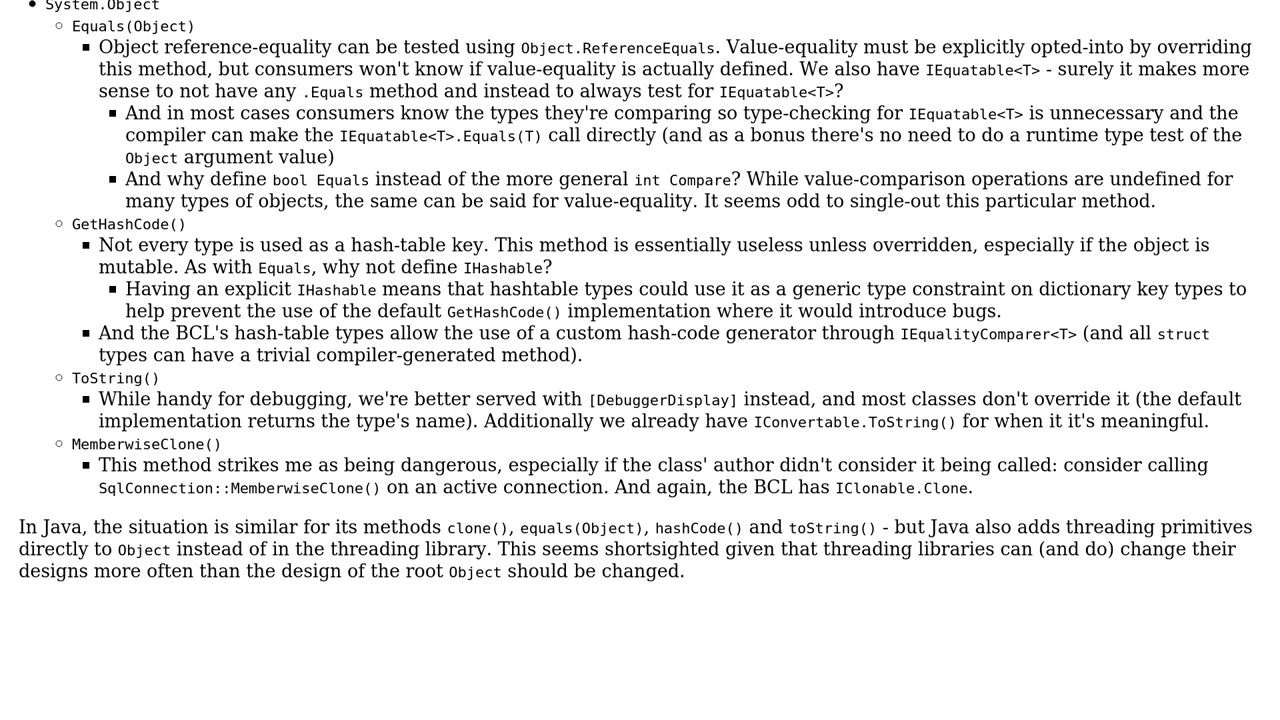 System.Object
Equals(Object)
Object reference-equality can be tested using Object.ReferenceEquals. Value-equality must be explicitly opted-into by overriding
this method, but consumers won't know if value-equality is actually defined. We also have IEquatable<T> - surely it makes more
sense to not have any .Equals method and instead to always test for IEquatable<T>?
And in most cases consumers know the types they're comparing so type-checking for IEquatable<T> is unnecessary and the
compiler can make the IEquatable<T>.Equals(T) call directly (and as a bonus there's no need to do a runtime type test of the
Object argument value)
And why define bool Equals instead of the more general int Compare? While value-comparison operations are undefined for
many types of objects, the same can be said for value-equality. It seems odd to single-out this particular method.
GetHashCode()
Not every type is used as a hash-table key. This method is essentially useless unless overridden, especially if the object is
mutable. As with Equals, why not define IHashable?
Having an explicit IHashable means that hashtable types could use it as a generic type constraint on dictionary key types to
help prevent the use of the default GetHashCode() implementation where it would introduce bugs.
And the BCL's hash-table types allow the use of a custom hash-code generator through IEqualityComparer<T> (and all struct
types can have a trivial compiler-generated method).
ToString()
While handy for debugging, we're better served with [DebuggerDisplay] instead, and most classes don't override it (the default
implementation returns the type's name). Additionally we already have IConvertable.ToString() for when it it's meaningful.
MemberwiseClone()
This method strikes me as being dangerous, especially if the class' author didn't consider it being called: consider calling
SqlConnection::MemberwiseClone() on an active connection. And again, the BCL has IClonable.Clone.
In Java, the situation is similar for its methods clone(), equals(Object), hashCode() and toString() - but Java also adds threading primitives
directly to Object instead of in the threading library. This seems shortsighted given that threading libraries can (and do) change their
designs more often than the design of the root Object should be changed.